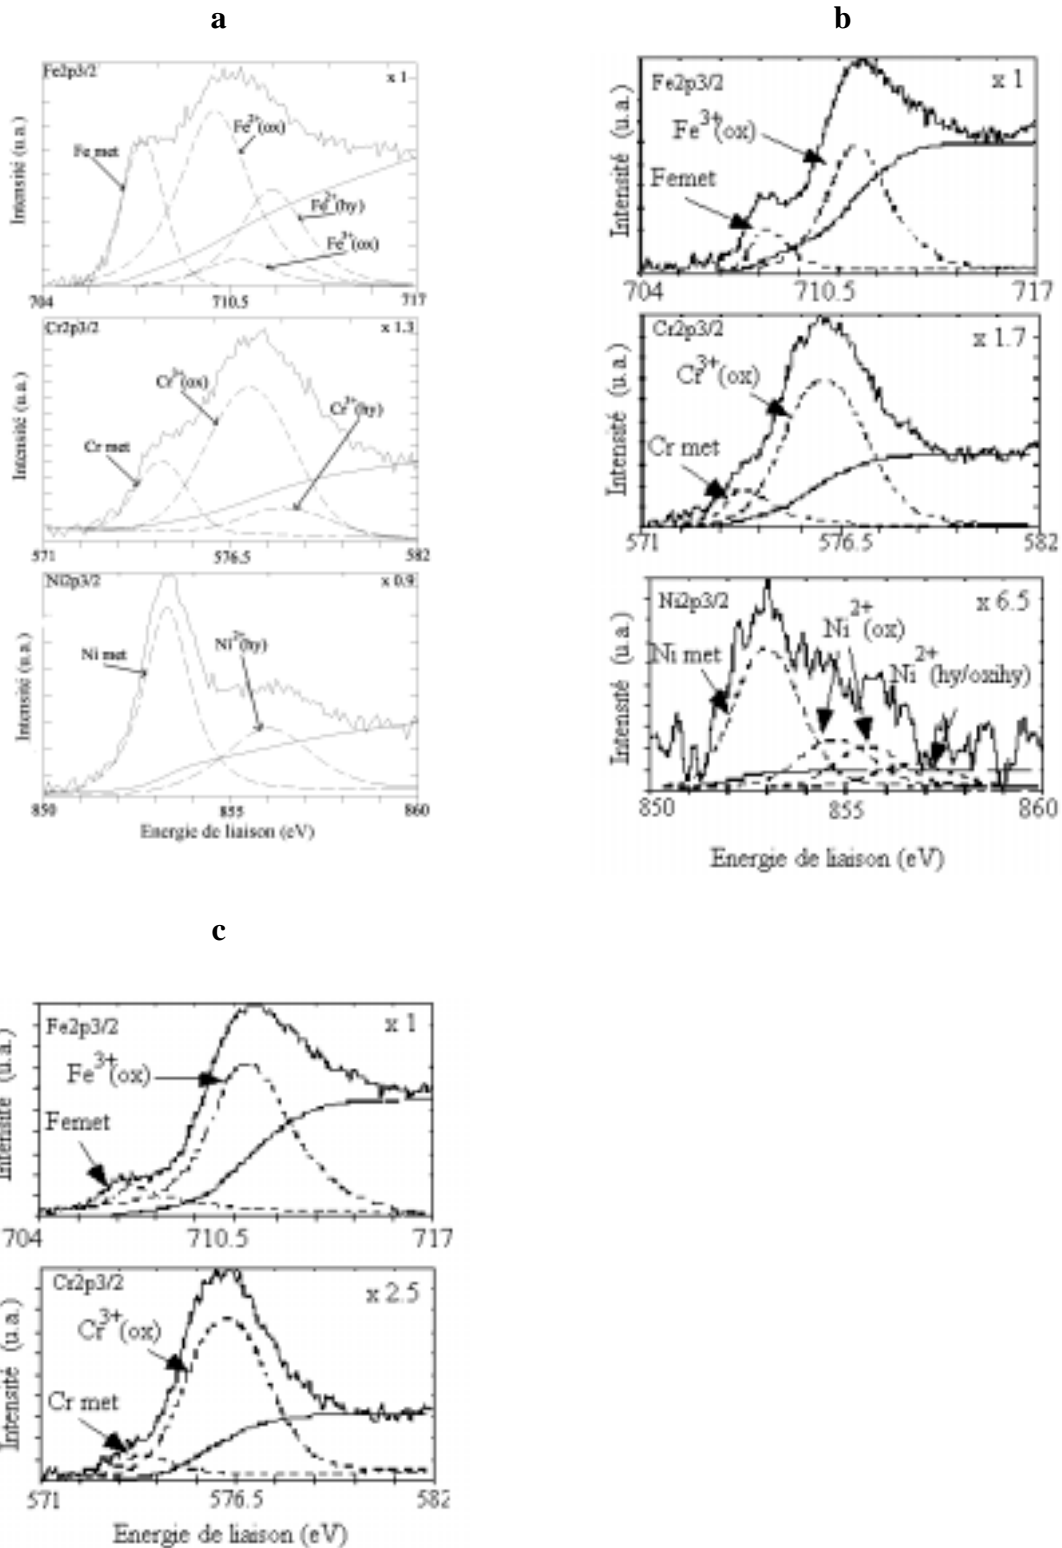 a
Fe2p3/2
x 1
Fe met
Fe3+(ox)
Fe2+(hy)
Fe2+(ox)
Intensité (u.a.)
704 710.5 717
Cr2p3/2
x 1.3
Cr3+(ox)
Cr3+(hy)
Cr met
Intensité (u.a.)
571 576.5 582
Ni2p3/2
x 0.9
Ni met
Ni2+(hy)
Intensité (u.a.)
850 855 860
Energie de liaison (eV)
b
Fe2p3/2
x 1
Fe3+(ox)
Femet
Intensité (u.a.)
704 710.5 717
Cr2p3/2
x 1.7
Cr3+(ox)
Cr met
Intensité (u.a.)
571 576.5 582
Ni2p3/2
x 6.5
Ni2+(ox)
Ni met
Ni2+(hy/oxihy)
Intensité (u.a.)
850 855 860
Energie de liaison (eV)
c
Fe2p3/2
x 1
Fe3+(ox)
Femet
Intensité (u.a.)
704 710.5 717
Cr2p3/2
x 2.5
Cr3+(ox)
Cr met
Intensité (u.a.)
571 576.5 582
Energie de liaison (eV)